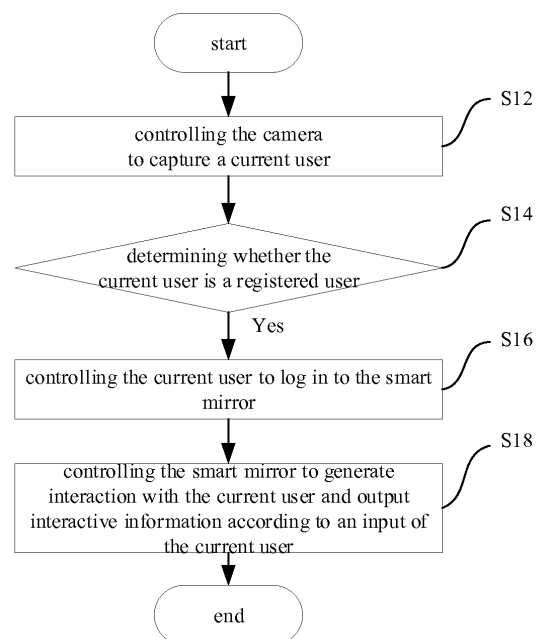 start
S12
controlling the camera
to capture a current user
S14
determining whether the
current user is a registered user
Yes
S16
controlling the current user to log in to the smart
mirror
S18
controlling the smart mirror to generate
interaction with the current user and output
interactive information according to an input of
the current user
end